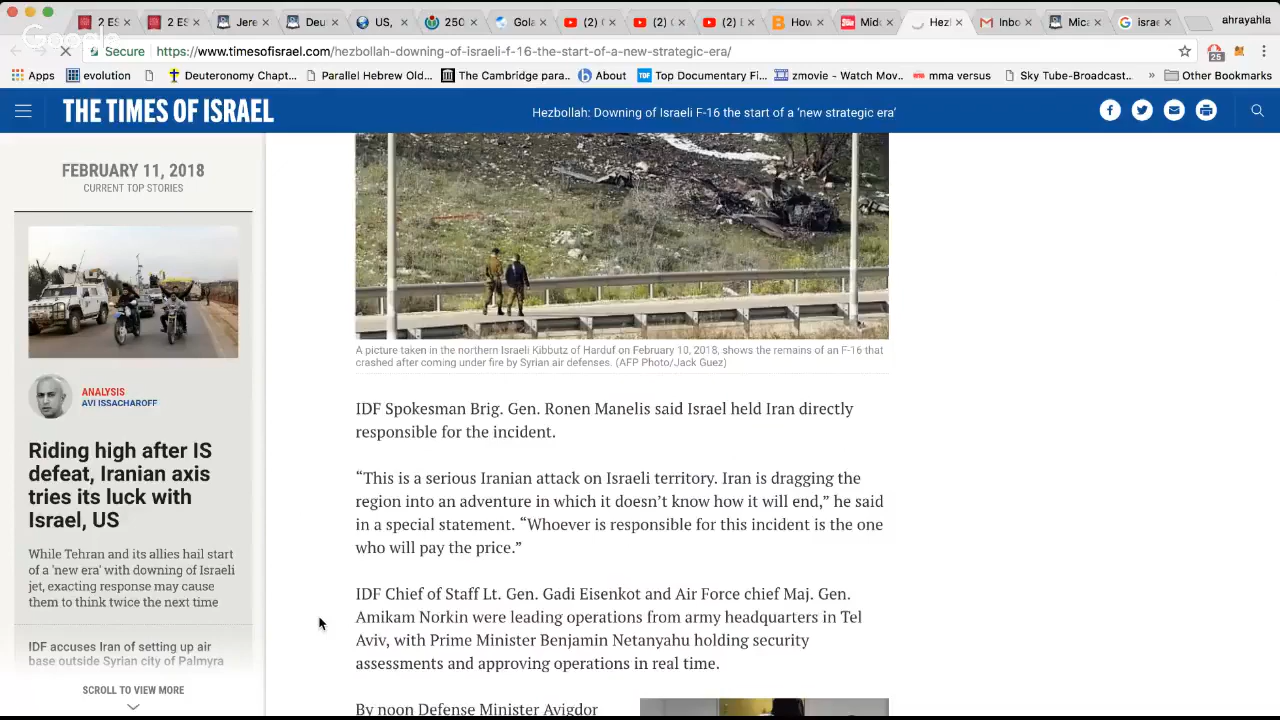 2 ES
2 ES
Jere
Deu
US,
250
Gola
(2)
(2)
(2)
How
Mid
Hezl
Inbo
Mica
israe
ahrayahla
Google
Secure
https://www.timesofisrael.com/hezbollah-downing-of-israeli-f-16-the-start-of-a-new-strategic-era/
25
Apps
evolution
Deuteronomy Chapt...
Parallel Hebrew Old...
The Cambridge para...
About
Top Documentary Fi...
zmovie - Watch Mov...
mma versus
Sky Tube-Broadcast...
»
Other Bookmarks
THE TIMES OF ISRAEL
Hezbollah: Downing of Israeli F-16 the start of a ‘new strategic era’
FEBRUARY 11, 2018
CURRENT TOP STORIES
ANALYSIS
AVI ISSACHAROFF
Riding high after IS
defeat, Iranian axis
tries its luck with
Israel, US
While Tehran and its allies hail start
of a 'new era' with downing of Israeli
jet, exacting response may cause
them to think twice the next time
IDF accuses Iran of setting up air
base outside Syrian city of Palmyra
SCROLL TO VIEW MORE
A picture taken in the northern Israeli Kibbutz of Harduf on February 10, 2018, shows the remains of an F-16 that
crashed after coming under fire by Syrian air defenses. (AFP Photo/Jack Guez)
IDF Spokesman Brig. Gen. Ronen Manelis said Israel held Iran directly
responsible for the incident.
“This is a serious Iranian attack on Israeli territory. Iran is dragging the
region into an adventure in which it doesn’t know how it will end,” he said
in a special statement. “Whoever is responsible for this incident is the one
who will pay the price.”
IDF Chief of Staff Lt. Gen. Gadi Eisenkot and Air Force chief Maj. Gen.
Amikam Norkin were leading operations from army headquarters in Tel
Aviv, with Prime Minister Benjamin Netanyahu holding security
assessments and approving operations in real time.
By noon Defense Minister Avigdor